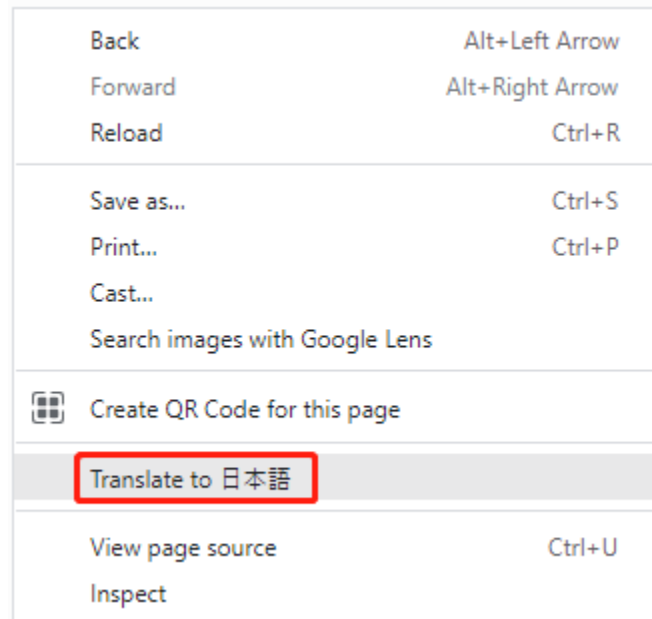 Back Alt+Left Arrow
Forward Alt+Right Arrow
Reload Ctrl+R
Save as... Ctrl+S
Print... Ctrl+P
Cast...
Search images with Google Lens
Create QR Code for this page
Translate to 日本語
View page source Ctrl+U
Inspect